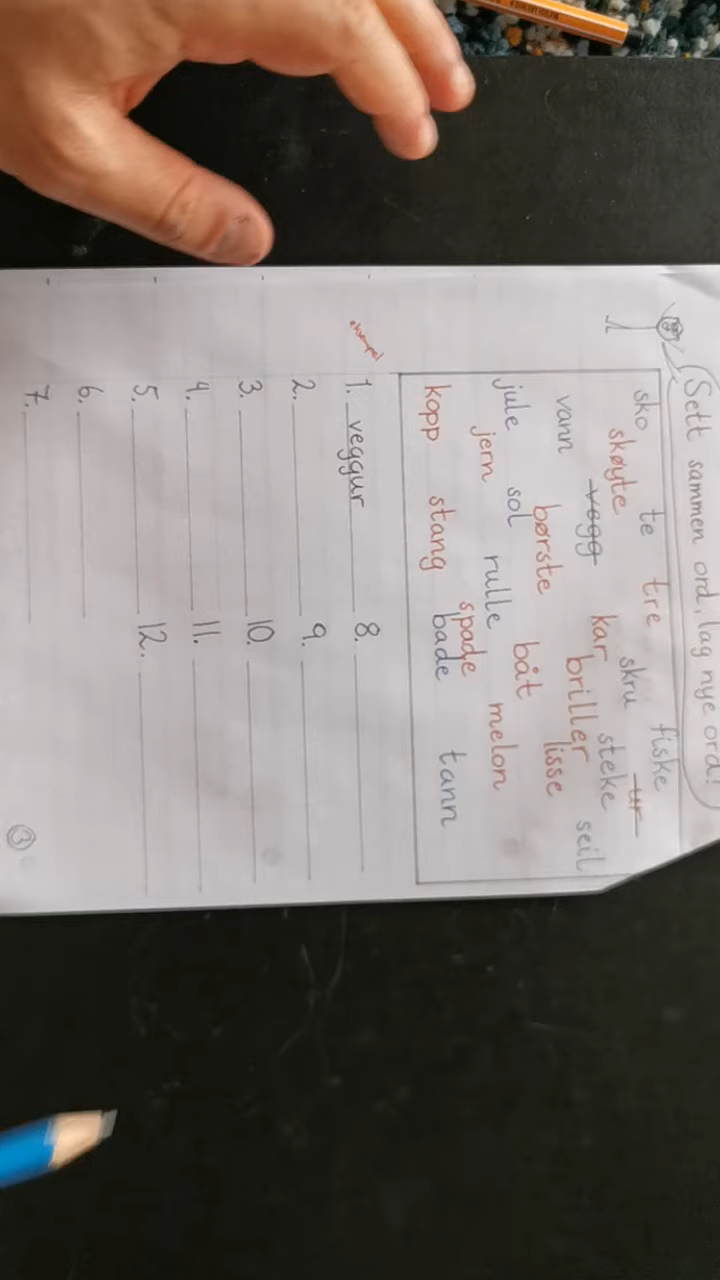 Sett sammen ord, lag nye ord!
sko te tre fiske
skøyte skru ur
vegg kar steke
vann briller seil
børste båt lisse
jule sol rulle melon
jern spade
kopp stang bade tann
eksempel
1. veggur 8.
2. 9.
3. 10.
4. 11.
5. 12.
6.
7.
3